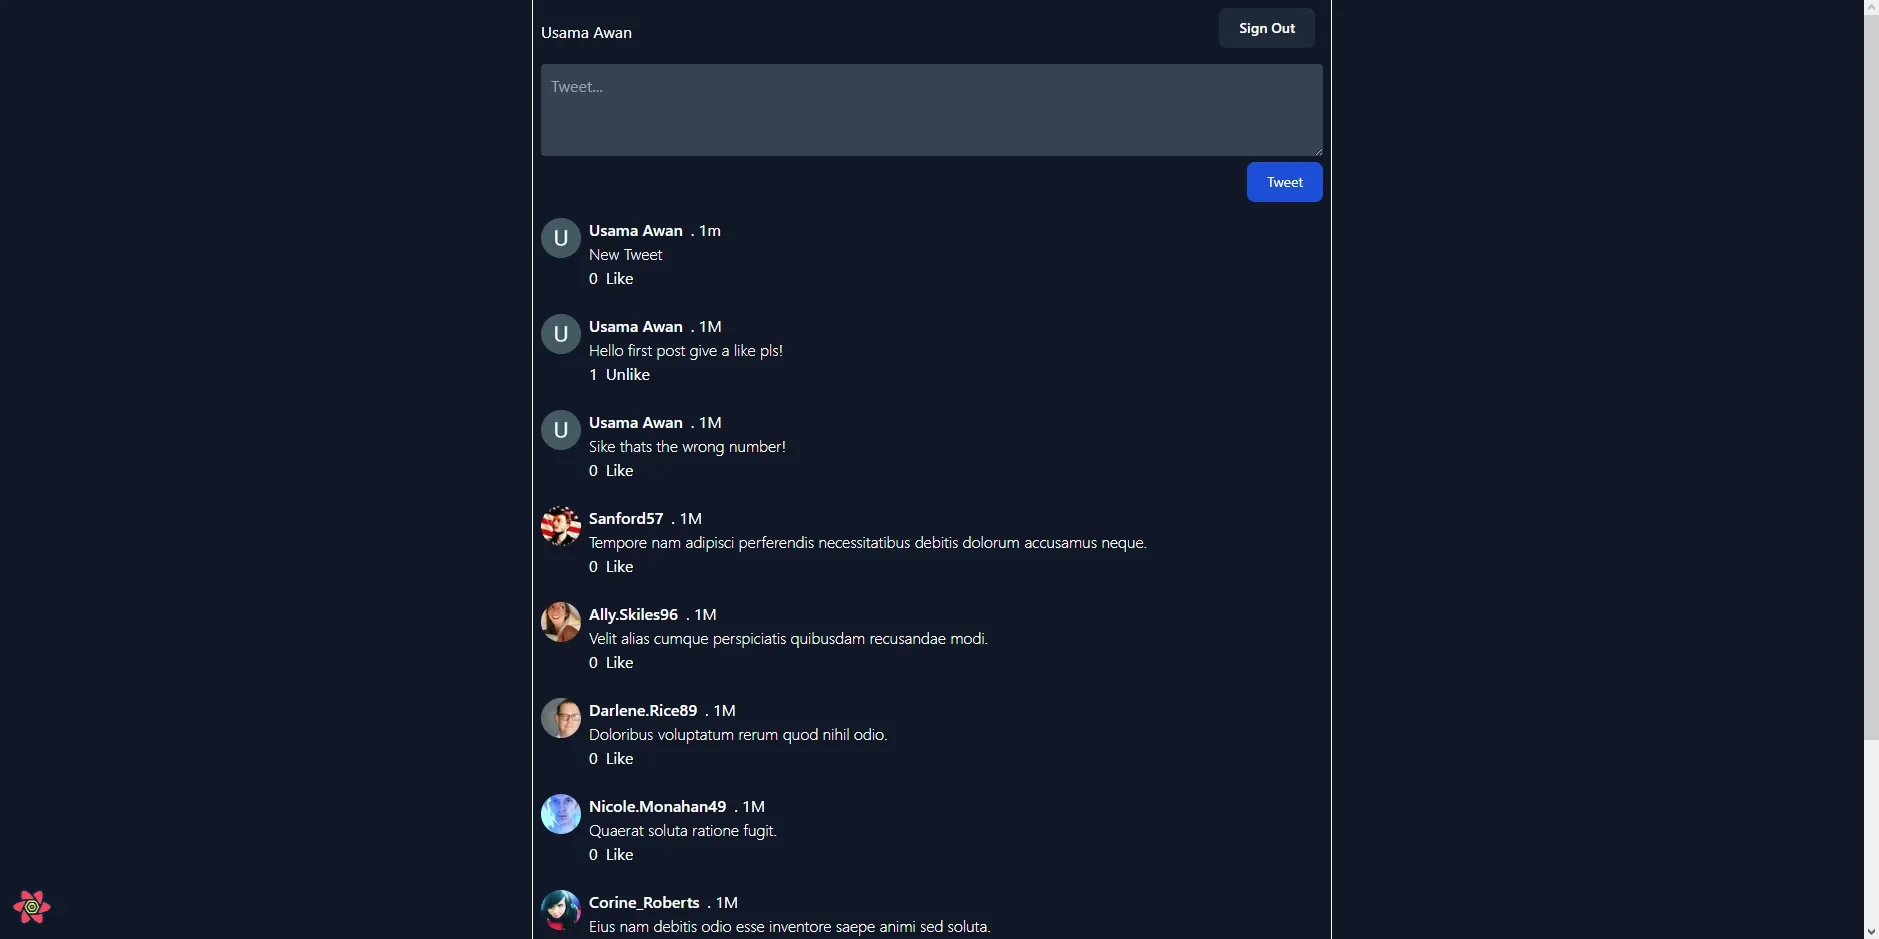 Usama Awan
Sign Out
Tweet...
Tweet
U
Usama Awan . 1m
New Tweet
0 Like
U
Usama Awan . 1M
Hello first post give a like pls!
1 Unlike
U
Usama Awan . 1M
Sike thats the wrong number!
0 Like
Sanford57 . 1M
Tempore nam adipisci perferendis necessitatibus debitis dolorum accusamus neque.
0 Like
Ally.Skiles96 . 1M
Velit alias cumque perspiciatis quibusdam recusandae modi.
0 Like
Darlene.Rice89 . 1M
Doloribus voluptatum rerum quod nihil odio.
0 Like
Nicole.Monahan49 . 1M
Quaerat soluta ratione fugit.
0 Like
Corine_Roberts . 1M
Eius nam debitis odio esse inventore saepe animi sed soluta.